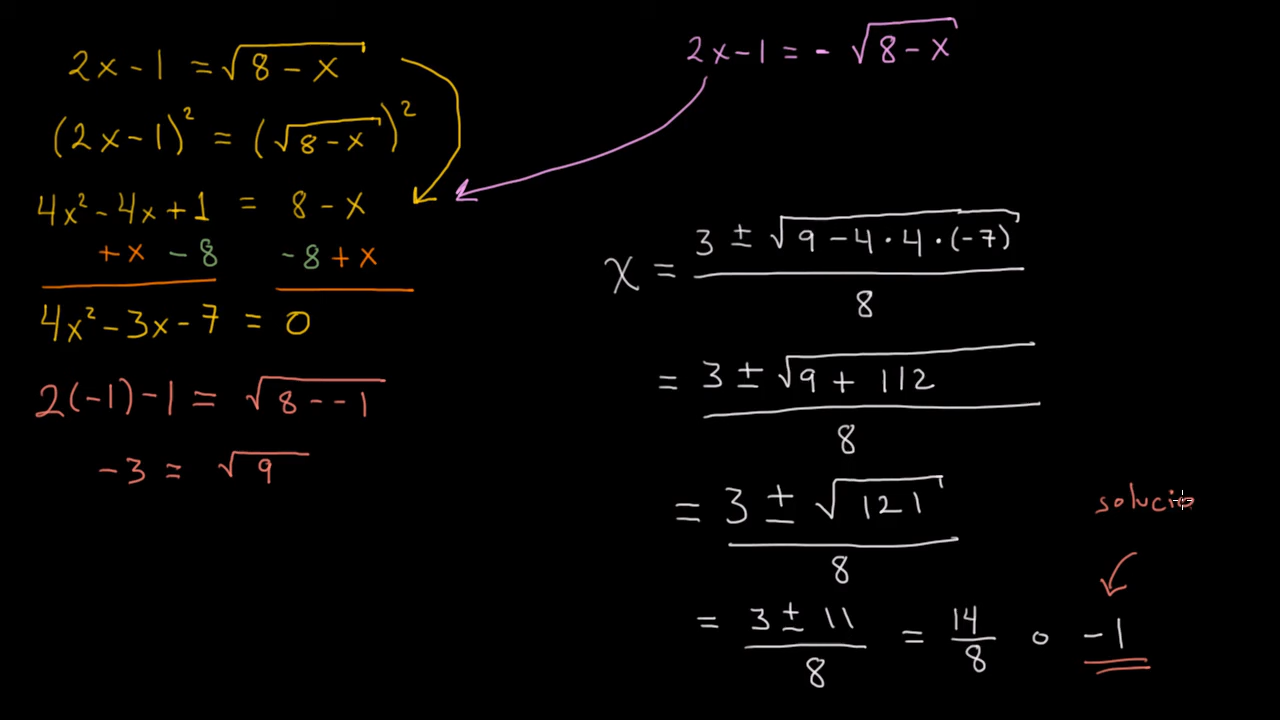 2x-1 = √8-x
(2x-1)² = (√8-x)²
4x²-4x+1 = 8-x
+x -8 -8+x
4x²-3x-7 = 0
2(-1)-1 = √8--1
-3 = √9
2x-1 = -√8-x
x = 3 ± √9-4·4·(-7) / 8
= 3 ± √9+112 / 8
= 3 ± √121 / 8
= 3 ± 11 / 8 = 14/8 o -1
solucio